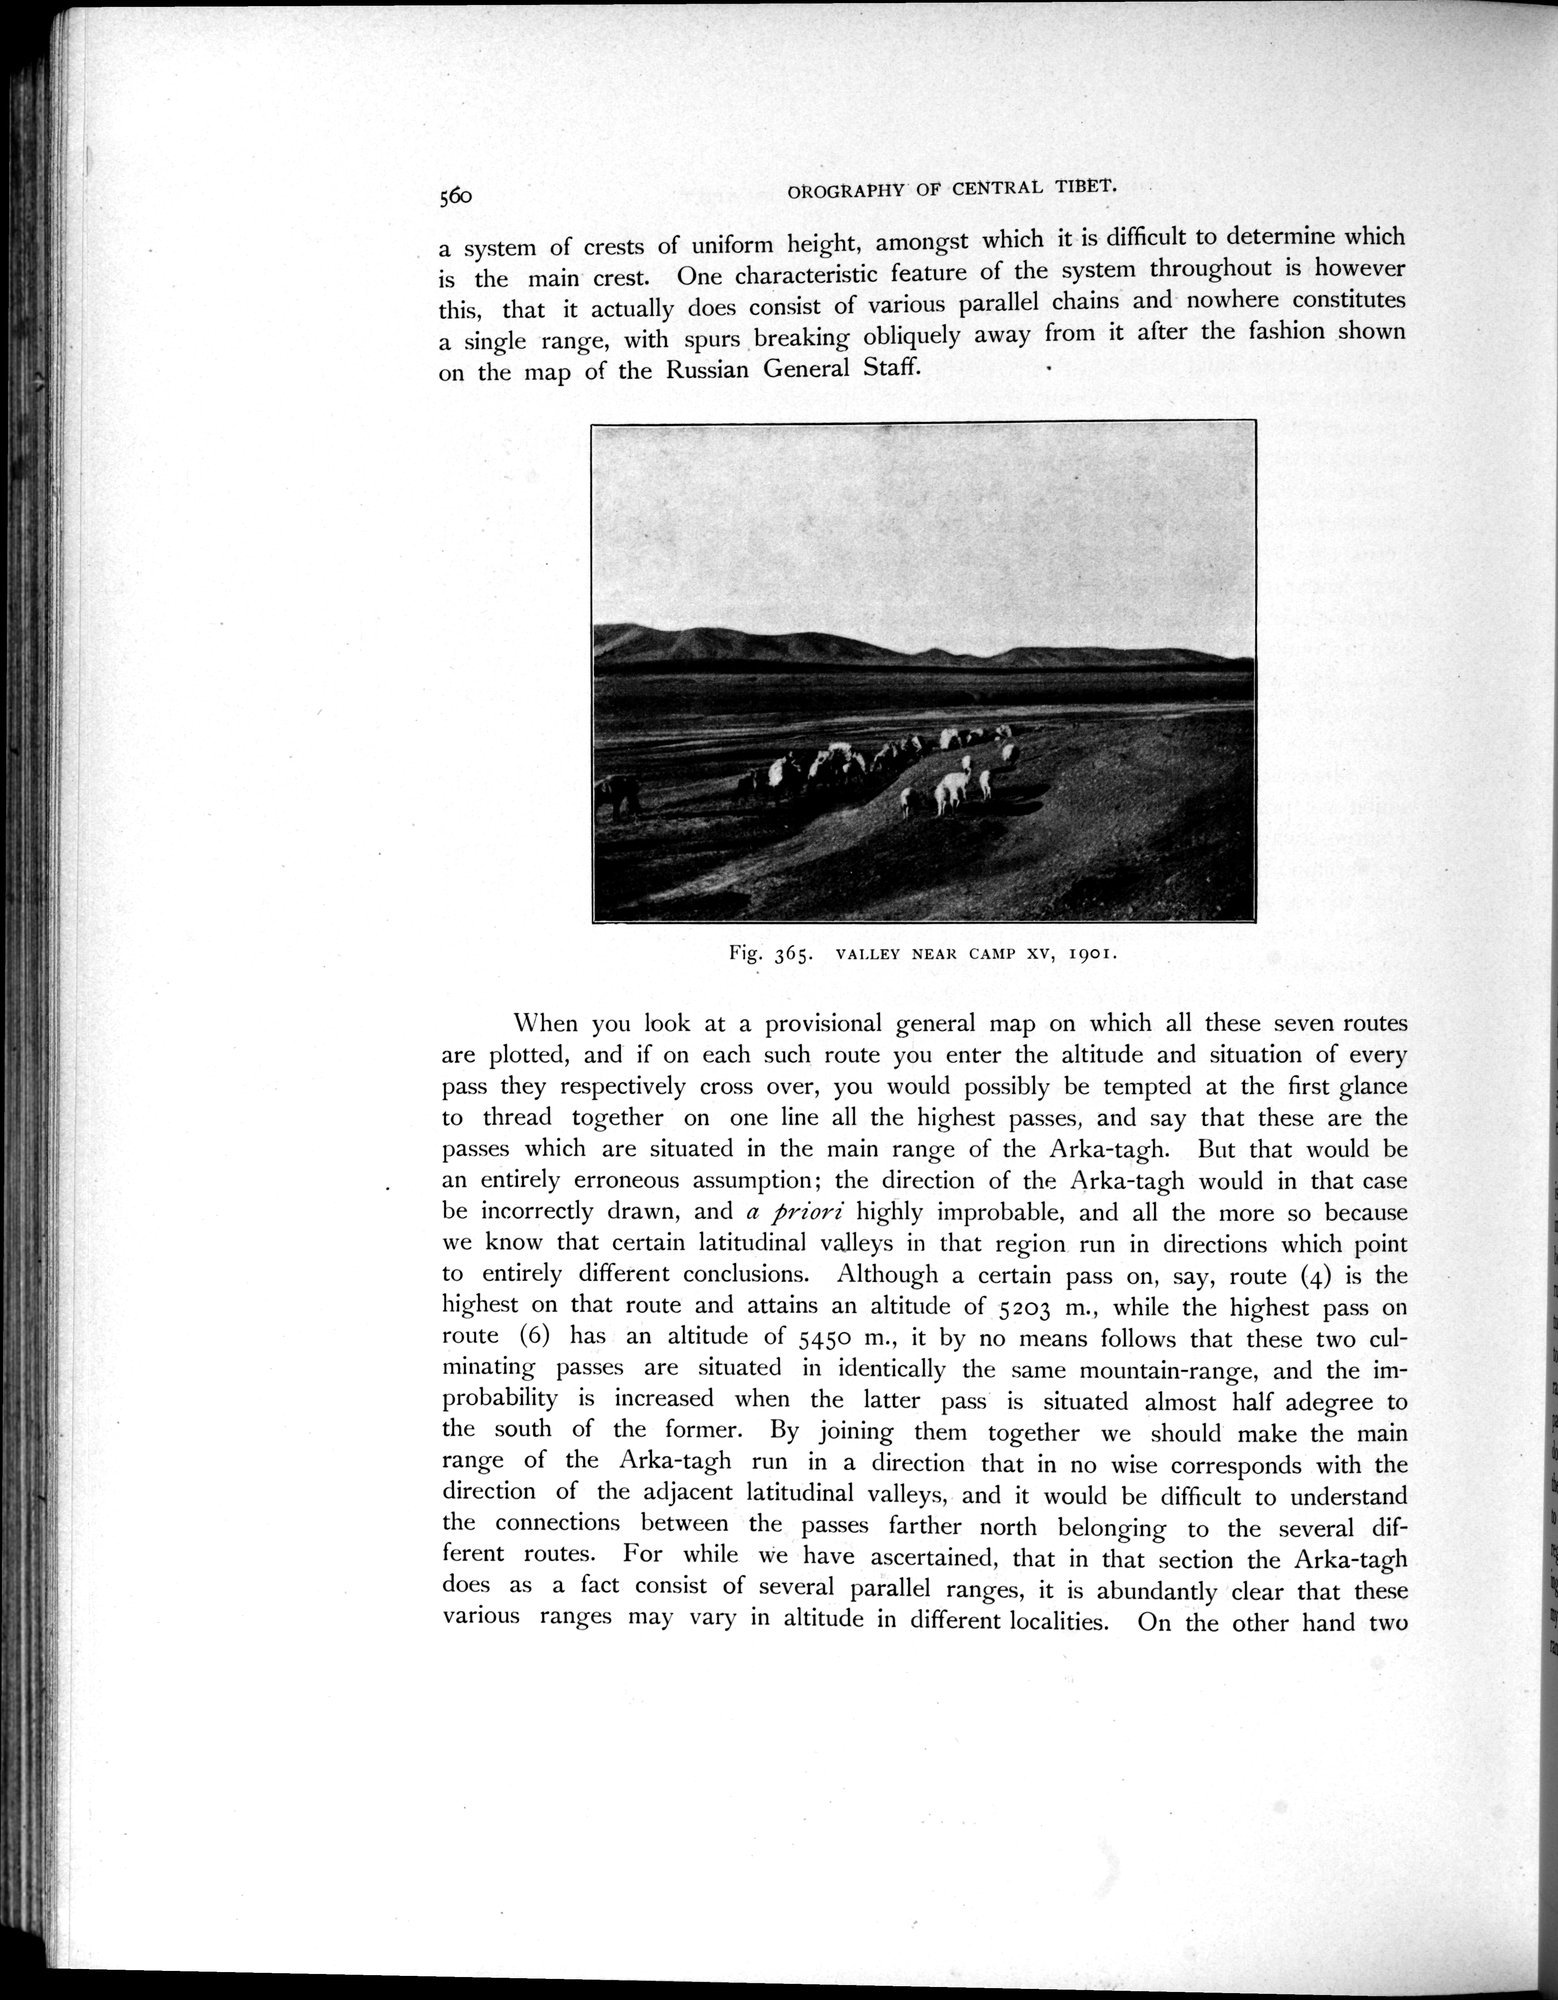 560
OROGRAPHY OF CENTRAL TIBET.
a system of crests of uniform height, amongst which it is difficult to determine which
is the main crest. One characteristic feature of the system throughout is however
this, that it actually does consist of various parallel chains and nowhere constitutes
a single range, with spurs breaking obliquely away from it after the fashion shown
on the map of the Russian General Staff.
Fig. 365. VALLEY NEAR CAMP XV, 1901.
When you look at a provisional general map on which all these seven routes
are plotted, and if on each such route you enter the altitude and situation of every
pass they respectively cross over, you would possibly be tempted at the first glance
to thread together on one line all the highest passes, and say that these are the
passes which are situated in the main range of the Arka-tagh. But that would be
an entirely erroneous assumption; the direction of the Arka-tagh would in that case
be incorrectly drawn, and a priori highly improbable, and all the more so because
we know that certain latitudinal valleys in that region run in directions which point
to entirely different conclusions. Although a certain pass on, say, route (4) is the
highest on that route and attains an altitude of 5203 m., while the highest pass on
route (6) has an altitude of 5450 m., it by no means follows that these two cul-
minating passes are situated in identically the same mountain-range, and the im-
probability is increased when the latter pass is situated almost half adegree to
the south of the former. By joining them together we should make the main
range of the Arka-tagh run in a direction that in no wise corresponds with the
direction of the adjacent latitudinal valleys, and it would be difficult to understand
the connections between the passes farther north belonging to the several dif-
ferent routes. For while we have ascertained, that in that section the Arka-tagh
does as a fact consist of several parallel ranges, it is abundantly clear that these
various ranges may vary in altitude in different localities. On the other hand two